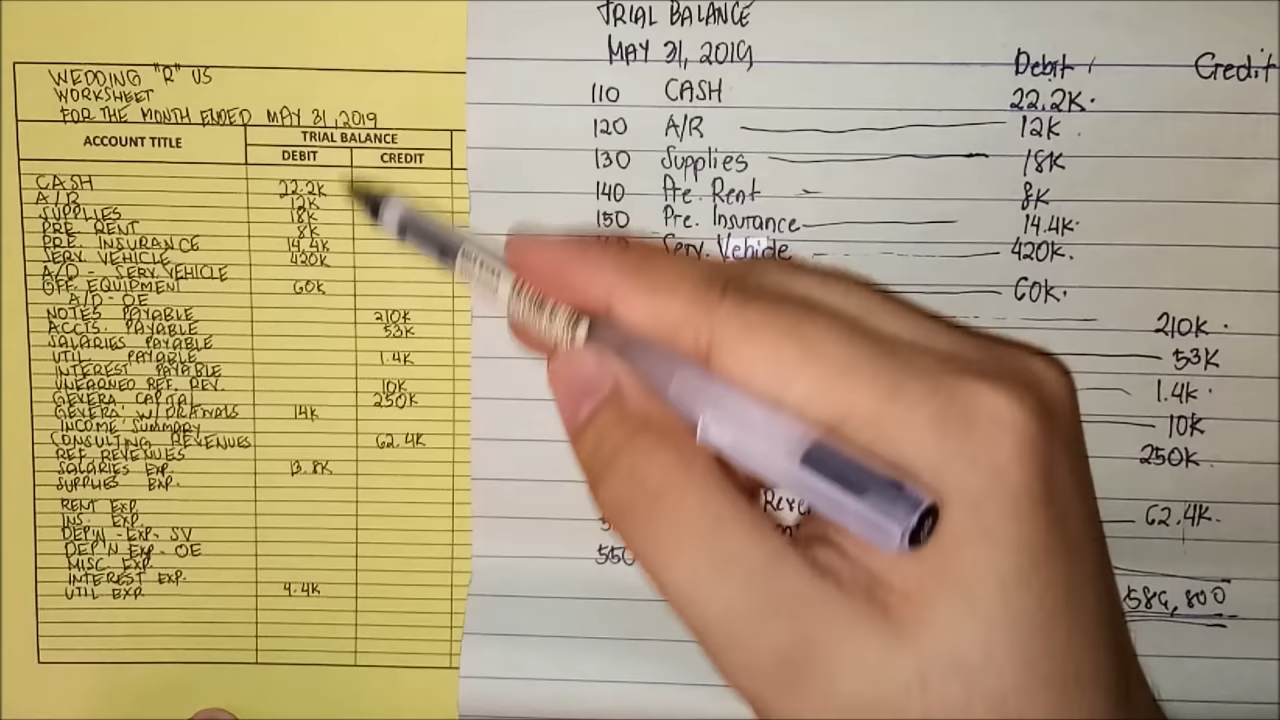 WEDDING "R" US
WORKSHEET
FOR THE MONTH ENDED MAY 31, 2019
ACCOUNT TITLE TRIAL BALANCE
DEBIT CREDIT
CASH 22.2K
A/R 12K
SUPPLIES 18K
PRE. RENT 8K
PRE. INSURANCE 14.4K
SERV. VEHICLE 420K
A/D - SERV. VEHICLE
OFF. EQUIPMENT 60K
A/D-OE
NOTES PAYABLE 210K
ACCTS. PAYABLE 53K
SALARIES PAYABLE
UTIL. PAYABLE 1.4K
INTEREST PAYABLE
UNEARNED REF. REV. 10K
GEVERA CAPITAL 250K
GEVERA W/DRAWALS 14K
INCOME SUMMARY
CONSULTING REVENUES 62.4K
REF REVENUES
SALARIES EXP. 13.8K
SUPPLIES EXP.
RENT EXP.
INS. EXP.
DEP'N - EXP. SV
DEP'N EXP. OE
MISC. EXP.
INTEREST EXP.
UTIL EXP. 4.4K
TRIAL BALANCE
MAY 31, 2019
Debit Credit
110 CASH 22.2K
120 A/R 12K
130 Supplies 18K
140 Pre. Rent 8K
150 Pre. Insurance 14.4K
Serv. Vehicle 420K
60K
210K
53K
1.4K
10K
250K
62.4K
550